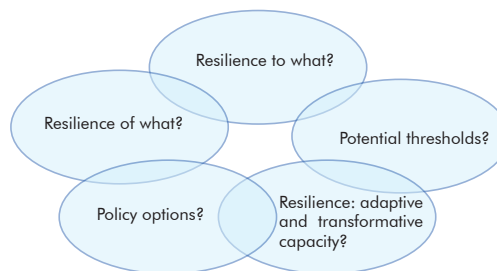 Resilience to what?
Resilience of what?
Potential thresholds?
Policy options?
Resilience: adaptive
and transformative
capacity?